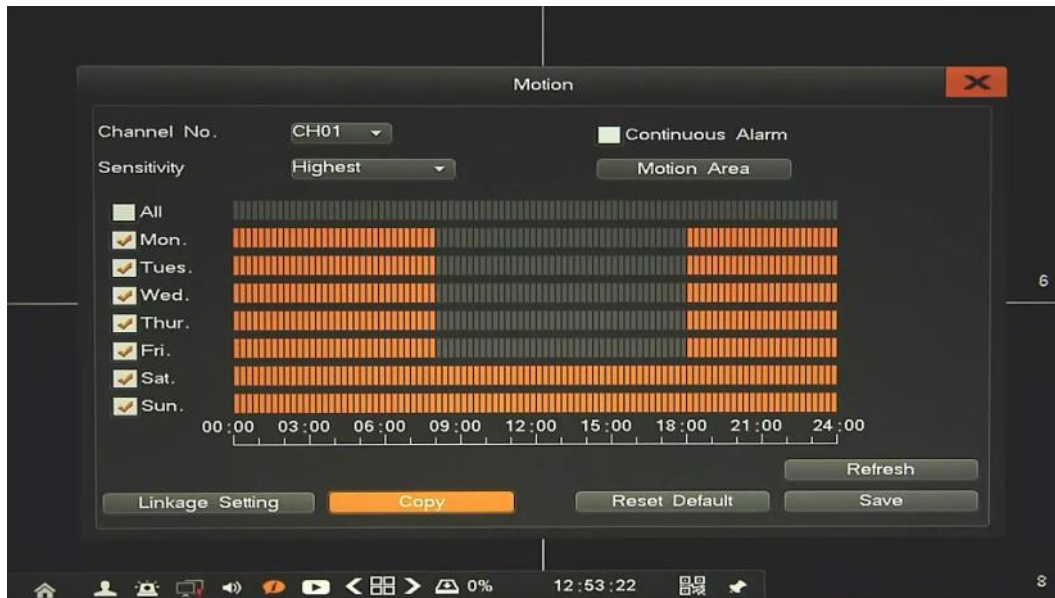 Motion
Channel No. CH01 Continuous Alarm
Sensitivity Highest Motion Area
All
Mon.
Tues.
Wed.
Thur.
Fri.
Sat.
Sun.
00:00 03:00 06:00 09:00 12:00 15:00 18:00 21:00 24:00
Refresh
Linkage Setting Copy Reset Default Save
6
0% 12:53:22 8